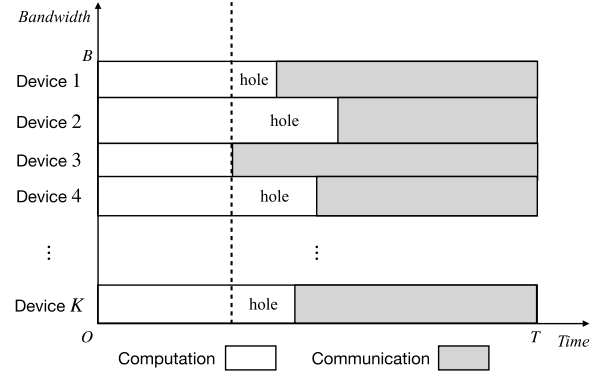 Bandwidth
B
Device 1 hole
Device 2 hole
Device 3
Device 4 hole
⋮ ⋮
Device K hole
O T Time
Computation Communication